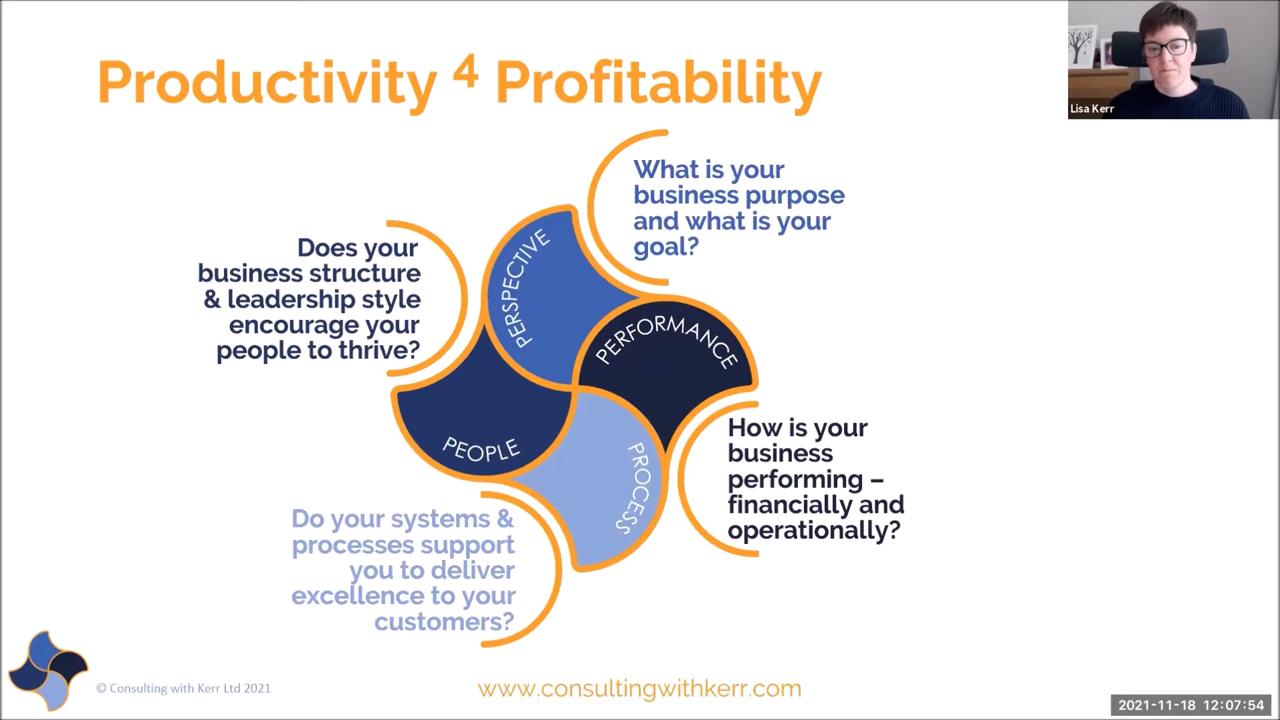 Productivity 4 Profitability
Lisa Kerr
What is your
business purpose
and what is your
goal?
Does your
business structure
& leadership style
encourage your
people to thrive?
PERSPECTIVE
PERFORMANCE
PEOPLE
PROCESS
How is your
business
performing –
financially and
operationally?
Do your systems &
processes support
you to deliver
excellence to your
customers?
© Consulting with Kerr Ltd 2021
www.consultingwithkerr.com
2021-11-18 12:07:54